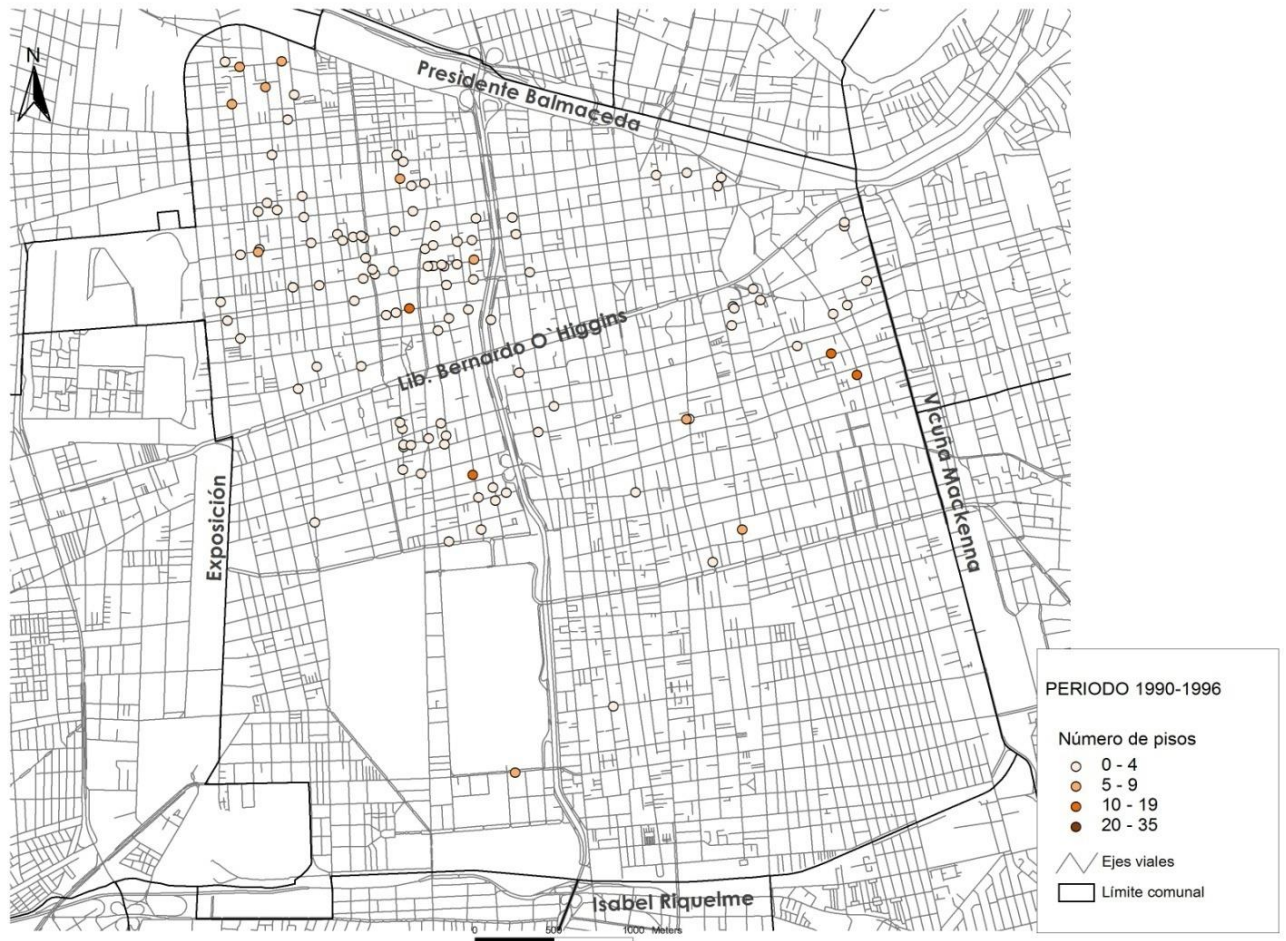 N
Presidente Balmaceda
Lib. Bernardo O`Higgins
Vicuña Mackenna
Exposición
Isabel Riquelme
0 500 1000 Meters
PERIODO 1990-1996
Número de pisos
0 - 4
5 - 9
10 - 19
20 - 35
Ejes viales
Límite comunal